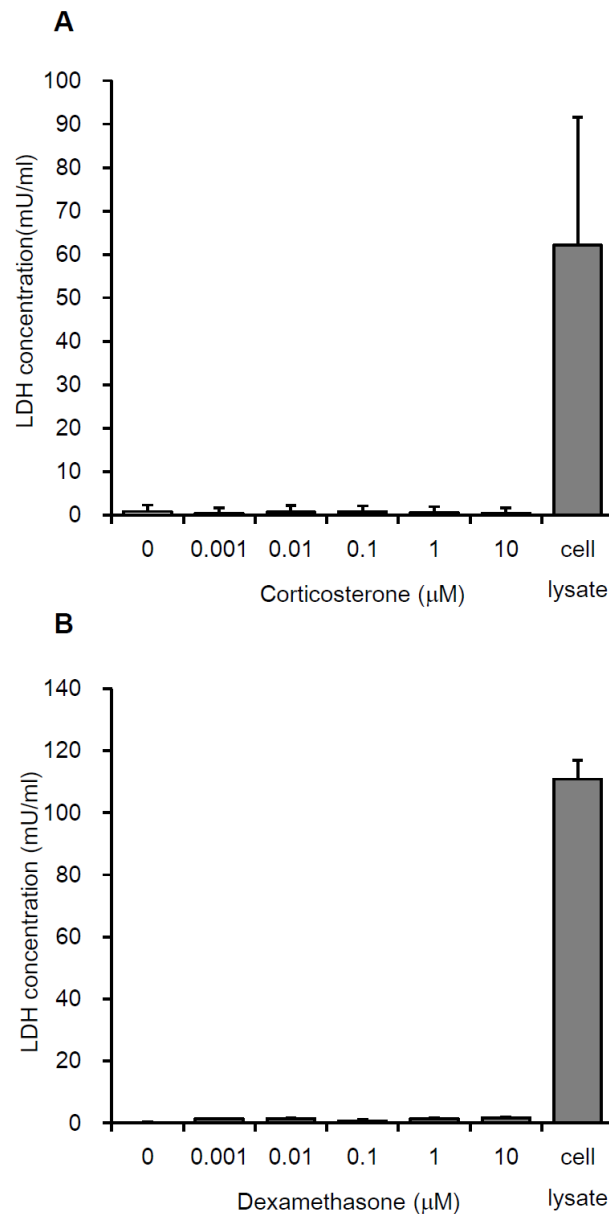 A
LDH concentration(mU/ml)
100
90
80
70
60
50
40
30
20
10
0
0 0.001 0.01 0.1 1 10 cell
lysate
Corticosterone (μM)
B
LDH concentration (mU/ml)
140
120
100
80
60
40
20
0
0 0.001 0.01 0.1 1 10 cell
lysate
Dexamethasone (μM)